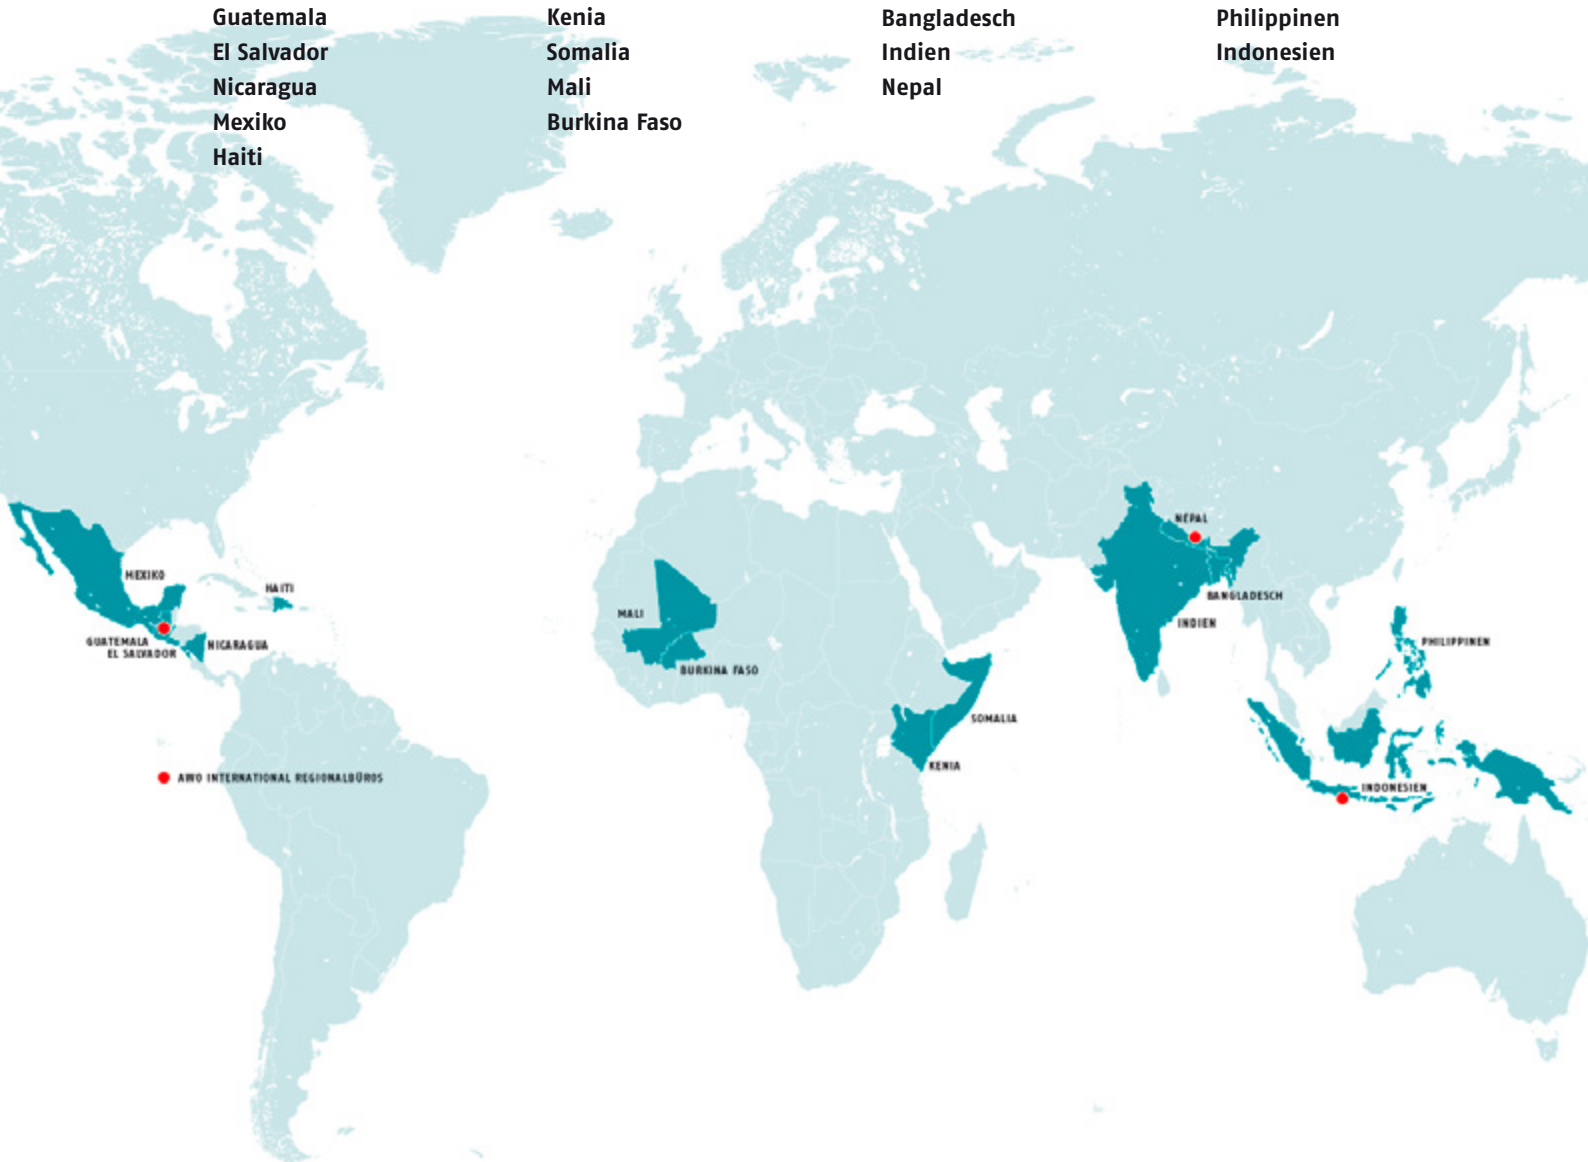 Guatemala
El Salvador
Nicaragua
Mexiko
Haiti
Kenia
Somalia
Mali
Burkina Faso
Bangladesch
Indien
Nepal
Philippinen
Indonesien
MEXIKO
HAITI
GUATEMALA
EL SALVADOR
NICARAGUA
AWO INTERNATIONAL REGIONALBÜROS
MALI
BURKINA FASO
SOMALIA
KENIA
NEPAL
BANGLADESCH
INDIEN
PHILIPPINEN
INDONESIEN